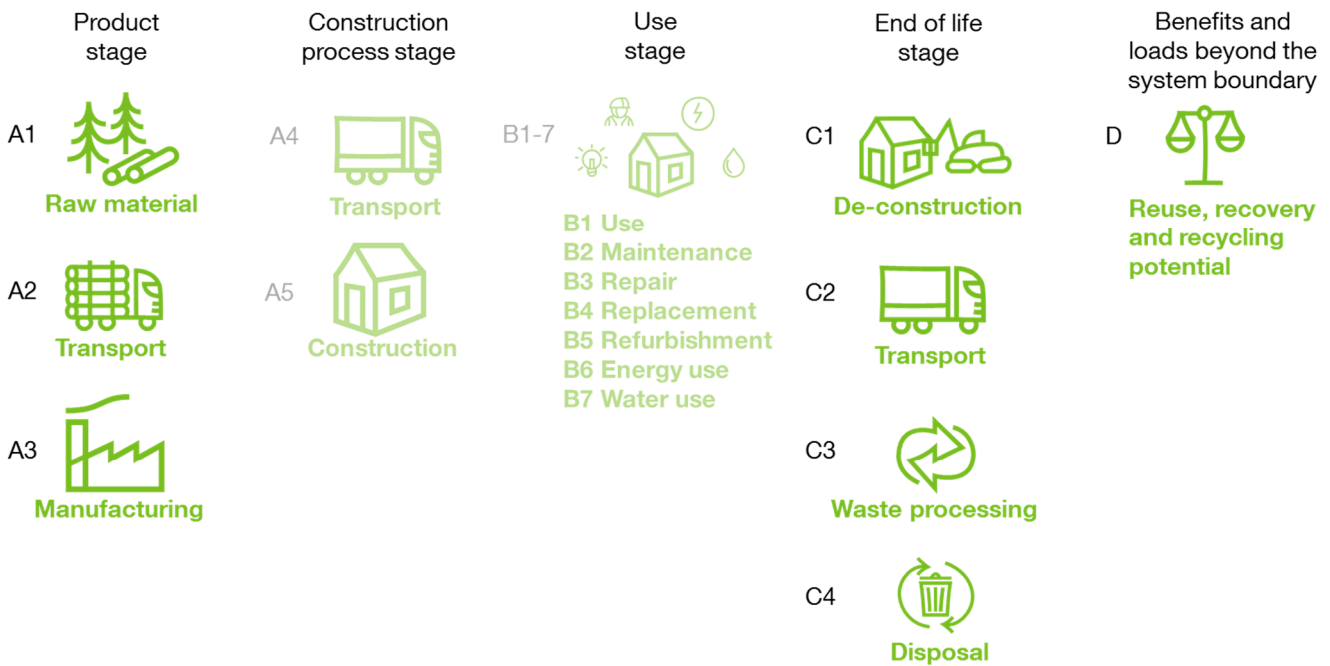 Product
stage
A1
Raw material
A2
Transport
A3
Manufacturing
Construction
process stage
A4
Transport
A5
Construction
Use
stage
B1-7
B1 Use
B2 Maintenance
B3 Repair
B4 Replacement
B5 Refurbishment
B6 Energy use
B7 Water use
End of life
stage
C1
De-construction
C2
Transport
C3
Waste processing
C4
Disposal
Benefits and
loads beyond the
system boundary
D
Reuse, recovery
and recycling
potential